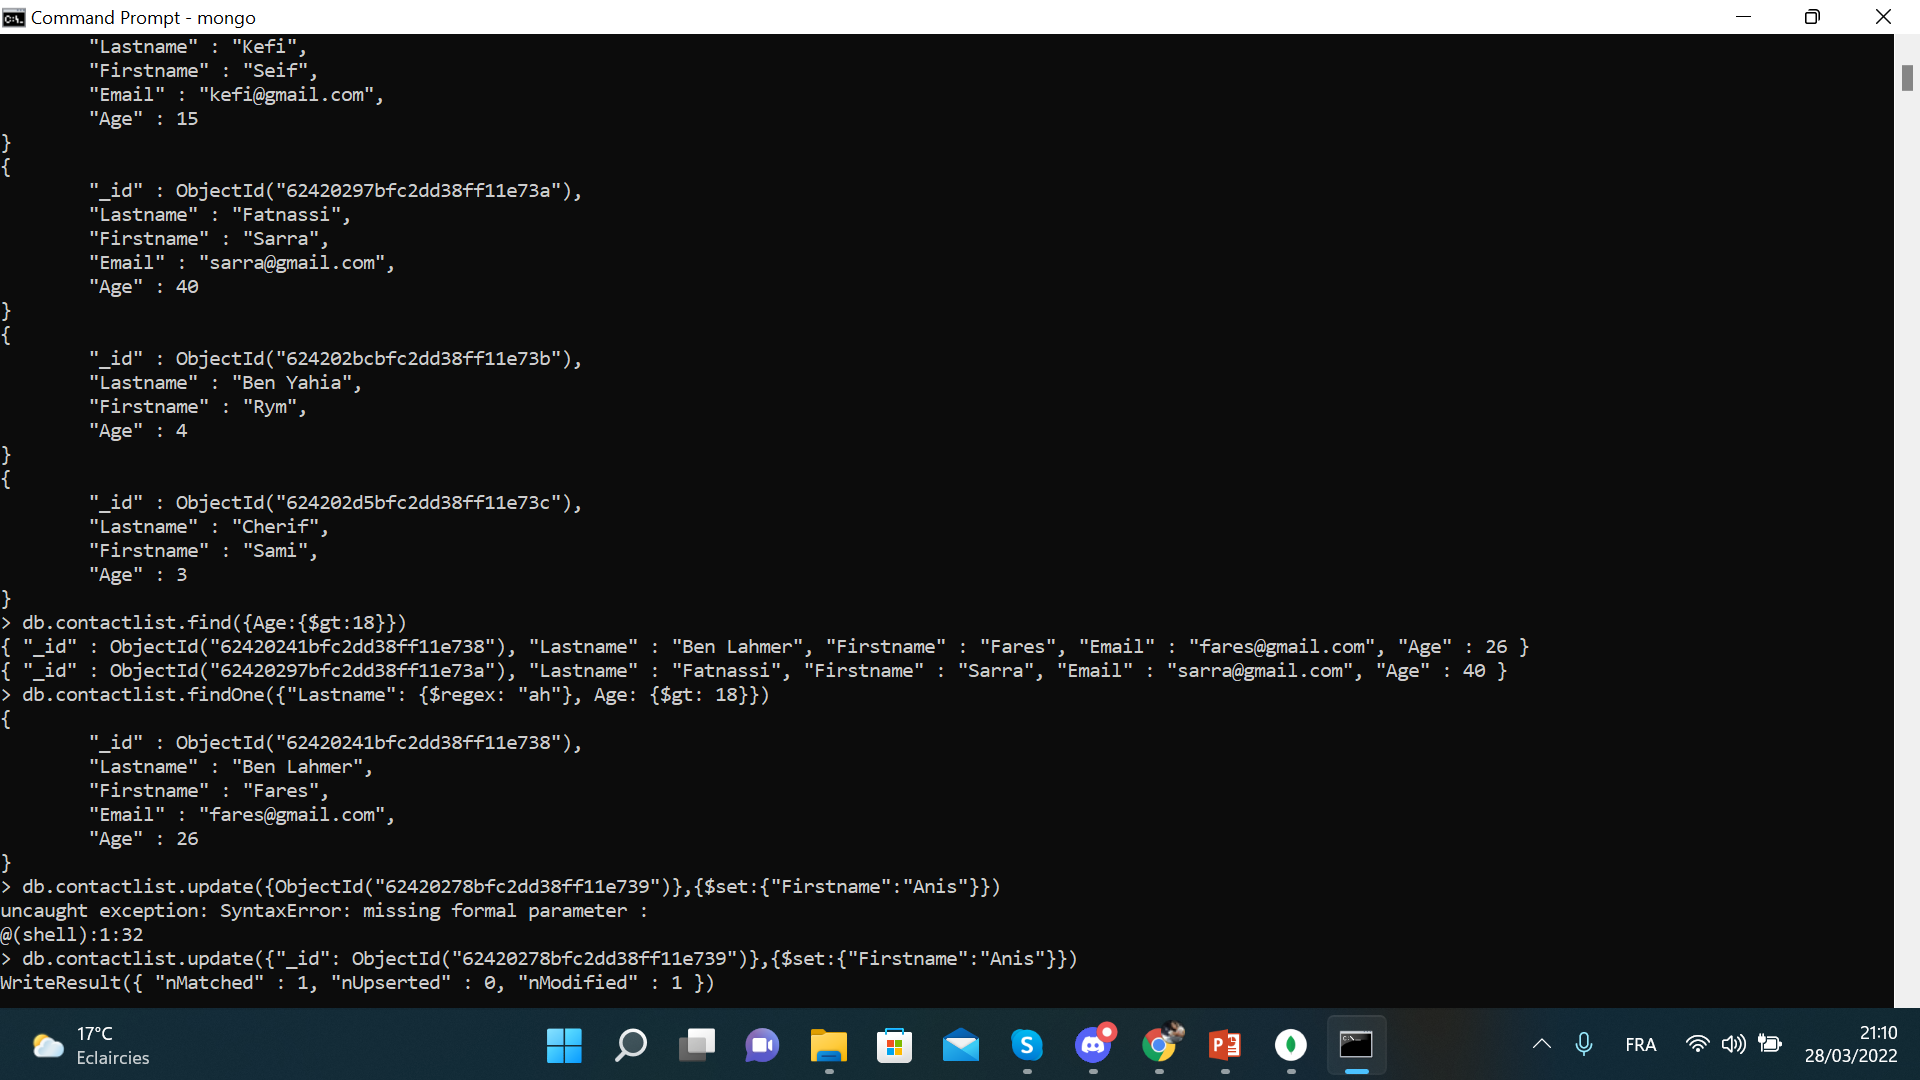 Command Prompt - mongo
"Lastname" : "Kefi",
"Firstname" : "Seif",
"Email" : "kefi@gmail.com",
"Age" : 15
}
{
"_id" : ObjectId("62420297bfc2dd38ff11e73a"),
"Lastname" : "Fatnassi",
"Firstname" : "Sarra",
"Email" : "sarra@gmail.com",
"Age" : 40
}
{
"_id" : ObjectId("624202bcbfc2dd38ff11e73b"),
"Lastname" : "Ben Yahia",
"Firstname" : "Rym",
"Age" : 4
}
{
"_id" : ObjectId("624202d5bfc2dd38ff11e73c"),
"Lastname" : "Cherif",
"Firstname" : "Sami",
"Age" : 3
}
> db.contactlist.find({Age:{$gt:18}})
{ "_id" : ObjectId("62420241bfc2dd38ff11e738"), "Lastname" : "Ben Lahmer", "Firstname" : "Fares", "Email" : "fares@gmail.com", "Age" : 26 }
{ "_id" : ObjectId("62420297bfc2dd38ff11e73a"), "Lastname" : "Fatnassi", "Firstname" : "Sarra", "Email" : "sarra@gmail.com", "Age" : 40 }
> db.contactlist.findOne({"Lastname": {$regex: "ah"}, Age: {$gt: 18}})
{
"_id" : ObjectId("62420241bfc2dd38ff11e738"),
"Lastname" : "Ben Lahmer",
"Firstname" : "Fares",
"Email" : "fares@gmail.com",
"Age" : 26
}
> db.contactlist.update({ObjectId("62420278bfc2dd38ff11e739")},{$set:{"Firstname":"Anis"}})
uncaught exception: SyntaxError: missing formal parameter :
@(shell):1:32
> db.contactlist.update({"_id": ObjectId("62420278bfc2dd38ff11e739")},{$set:{"Firstname":"Anis"}})
WriteResult({ "nMatched" : 1, "nUpserted" : 0, "nModified" : 1 })
17°C
Eclaircies
FRA
21:10
28/03/2022